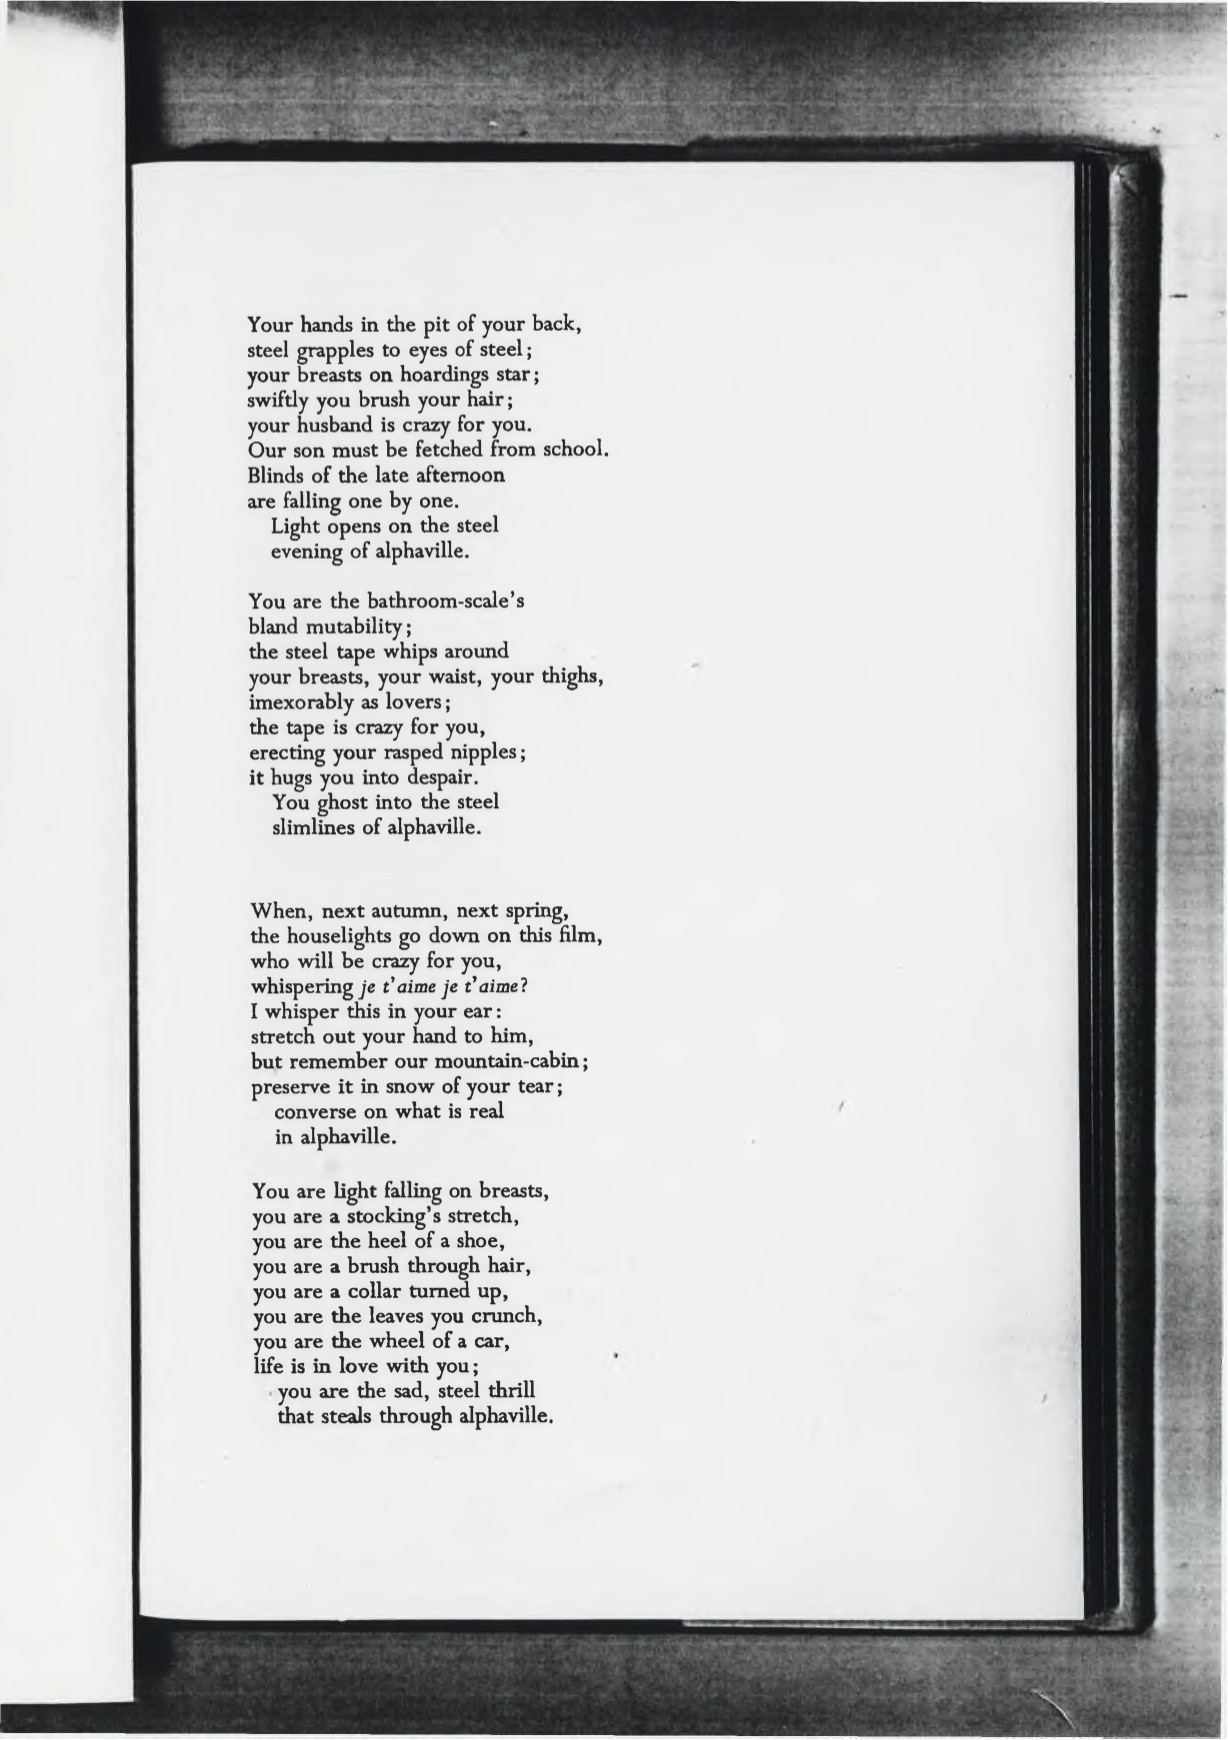 Your hands in the pit of your back,
steel grapples to eyes of steel;
your breasts on hoardings star;
swiftly you brush your hair;
your husband is crazy for you.
Our son must be fetched from school.
Blinds of the late afternoon
are falling one by one.
Light opens on the steel
evening of alphaville.

You are the bathroom-scale's
bland mutability;
the steel tape whips around
your breasts, your waist, your thighs,
imexorably as lovers;
the tape is crazy for you,
erecting your rasped nipples;
it hugs you into despair.
You ghost into the steel
slimlines of alphaville.

When, next autumn, next spring,
the houselights go down on this film,
who will be crazy for you,
whispering je t'aime je t'aime?
I whisper this in your ear:
stretch out your hand to him,
but remember our mountain-cabin;
preserve it in snow of your tear;
converse on what is real
in alphaville.

You are light falling on breasts,
you are a stocking's stretch,
you are the heel of a shoe,
you are a brush through hair,
you are a collar turned up,
you are the leaves you crunch,
you are the wheel of a car,
life is in love with you;
you are the sad, steel thrill
that steals through alphaville.